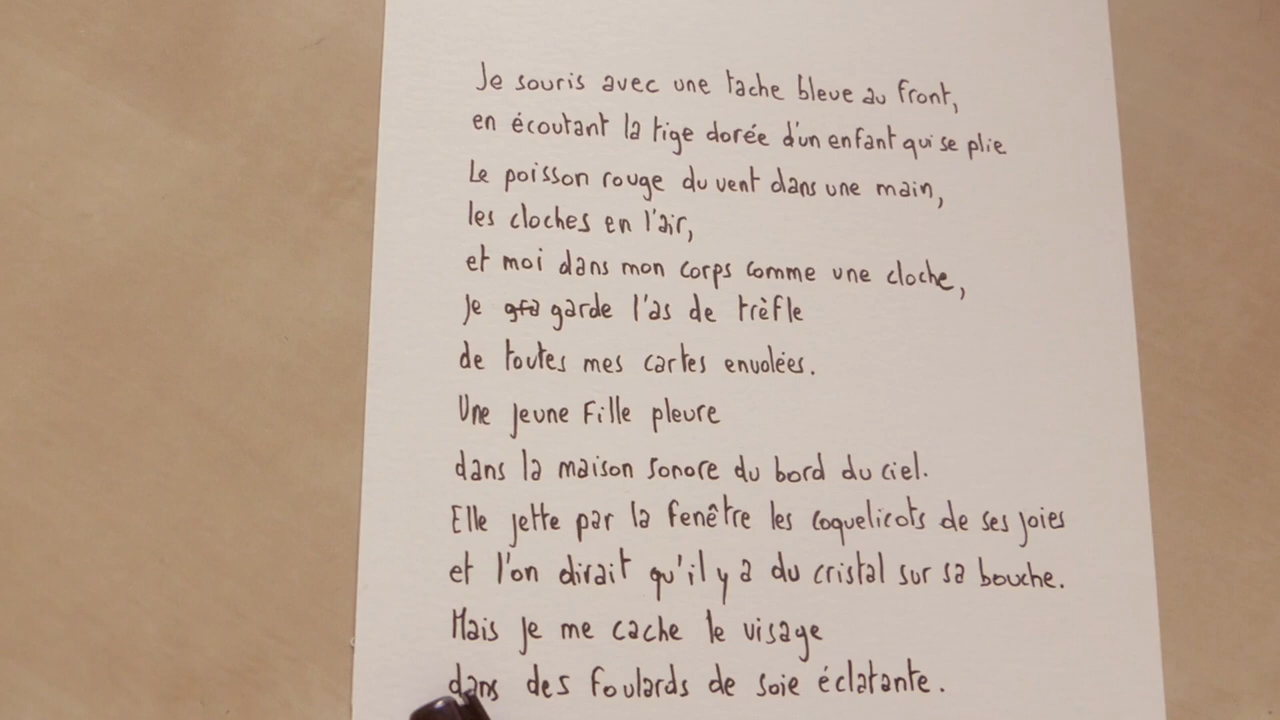 Je souris avec une tache bleue au front,
en écoutant la tige dorée d'un enfant qui se plie
Le poisson rouge du vent dans une main,
les cloches en l'air,
et moi dans mon corps comme une cloche,
Je garde l'as de trèfle
de toutes mes cartes envolées.
Une jeune fille pleure
dans la maison sonore du bord du ciel.
Elle jette par la fenêtre les coquelicots de ses joies
et l'on dirait qu'il y a du cristal sur sa bouche.
Mais je me cache le visage
dans des foulards de soie éclatante.